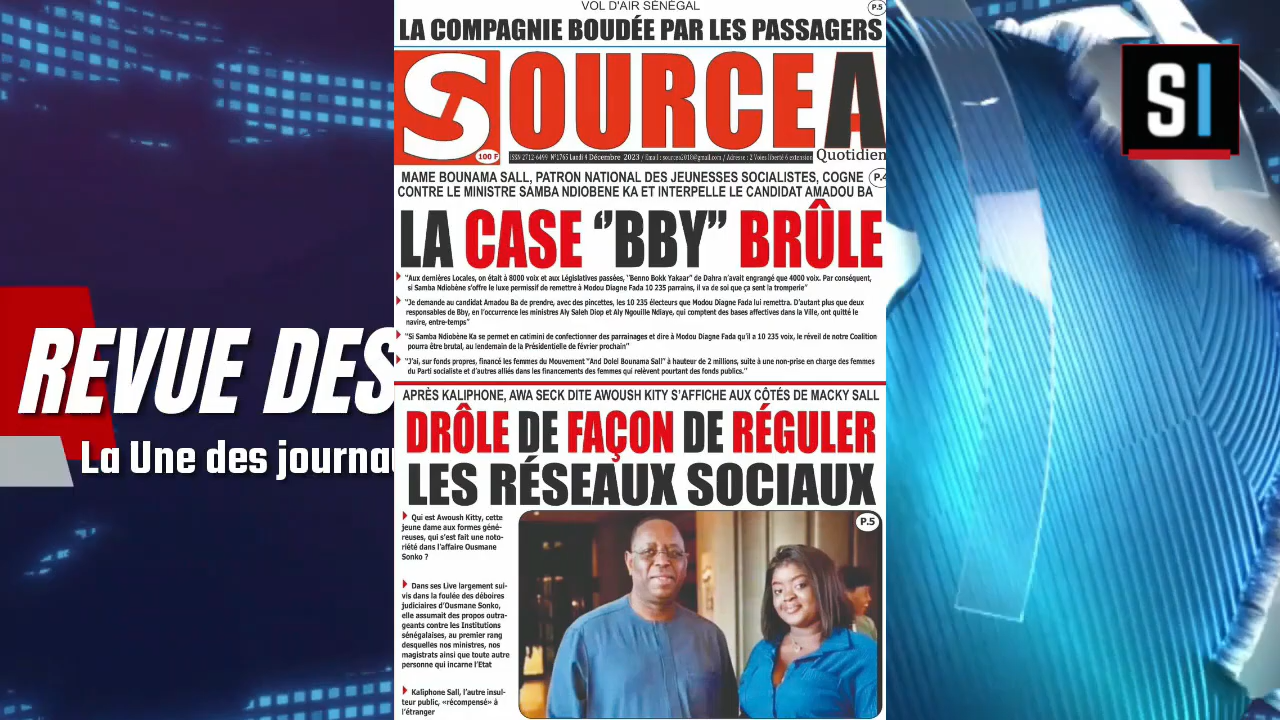 VOL D'AIR SÉNÉGAL
P.5
LA COMPAGNIE BOUDÉE PAR LES PASSAGERS
SOURCEA
100 F
ISSN 2712-6499 N°1765 Lundi 4 Décembre 2023 / Email : sourcea2018@gmail.com / Adresse : 2 Voies liberté 6 extension
Quotidien
MAME BOUNAMA SALL, PATRON NATIONAL DES JEUNESSES SOCIALISTES, COGNE
P.4
CONTRE LE MINISTRE SAMBA NDIOBENE KA ET INTERPELLE LE CANDIDAT AMADOU BA
LA CASE ‘’BBY’’ BRÛLE
"Aux dernières Locales, on était à 8000 voix et aux Législatives passées, "Benno Bokk Yakaar" de Dahra n'avait engrangé que 4000 voix. Par conséquent,
si Samba Ndiobène s'offre le luxe permissif de remettre à Modou Diagne Fada 10 235 parrains, il va de soi que ça sent la tromperie"
"Je demande au candidat Amadou Ba de prendre, avec des pincettes, les 10 235 électeurs que Modou Diagne Fada lui remettra. D'autant plus que deux
responsables de Bby, en l'occurrence les ministres Aly Saleh Diop et Aly Ngouille Ndiaye, qui comptent des bases affectives dans la Ville, ont quitté le
navire, entre-temps"
"Si Samba Ndiobène Ka se permet en catimini de confectionner des parrainages et dire à Modou Diagne Fada qu'il a 10 235 voix, le réveil de notre Coalition
pourra être brutal, au lendemain de la Présidentielle de février prochain"
"J'ai, sur fonds propres, financé les femmes du Mouvement "And Dolel Bounama Sall" à hauteur de 2 millions, suite à une non-prise en charge des femmes
du Parti socialiste et d'autres alliés dans les financements des femmes qui relèvent pourtant des fonds publics."
APRÈS KALIPHONE, AWA SECK DITE AWOUSH KITY S'AFFICHE AUX CÔTÉS DE MACKY SALL
DRÔLE DE FAÇON DE RÉGULER
LES RÉSEAUX SOCIAUX
Qui est Awoush Kitty, cette
jeune dame aux formes géné-
reuses, qui s'est fait une noto-
riété dans l'affaire Ousmane
Sonko ?
Dans ses Live largement sui-
vis dans la foulée des déboires
judiciaires d'Ousmane Sonko,
elle assumait des propos outra-
geants contre les Institutions
sénégalaises, au premier rang
desquelles nos ministres, nos
magistrats ainsi que toute autre
personne qui incarne l'Etat
Kaliphone Sall, l'autre insul-
teur public, «récompensé» à
l'étranger
P.5
REVUE DES
La Une des journa
SI